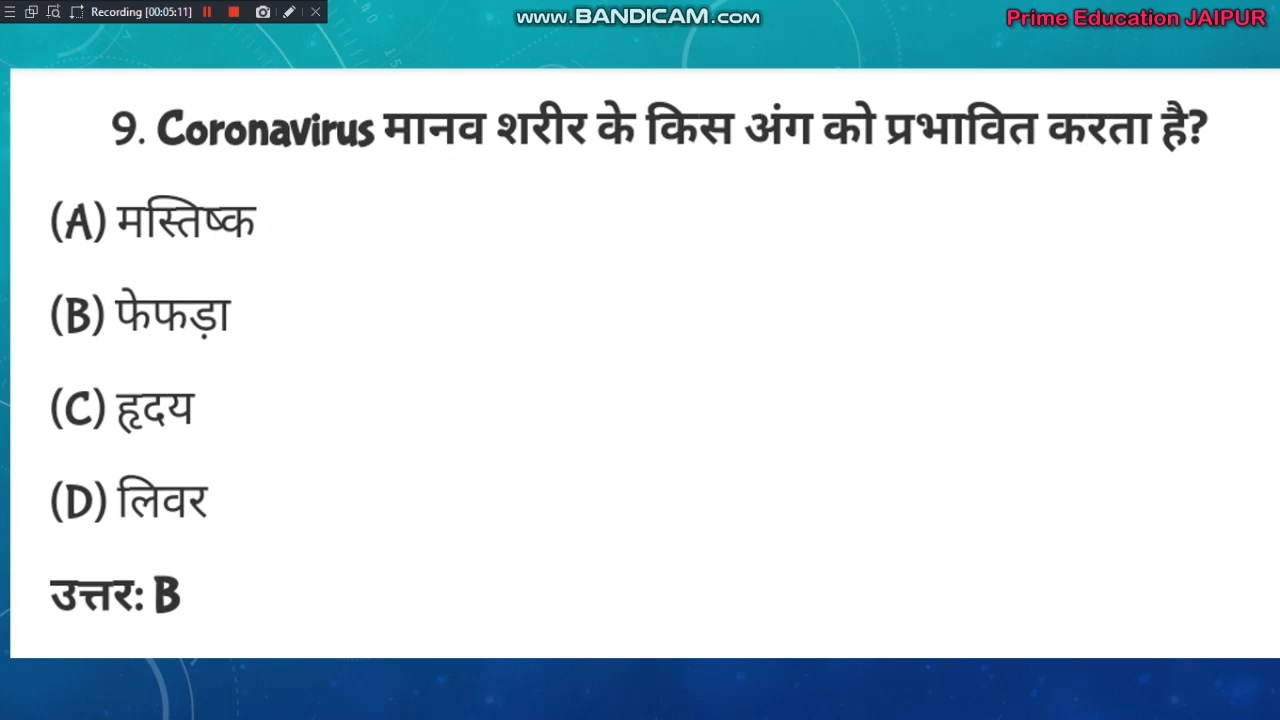 Recording [00:05:11]
www.BANDICAM.com
Prime Education JAIPUR
9. Coronavirus मानव शरीर के किस अंग को प्रभावित करता है?
(A) मस्तिष्क
(B) फेफड़ा
(C) हृदय
(D) लिवर
उत्तर: B